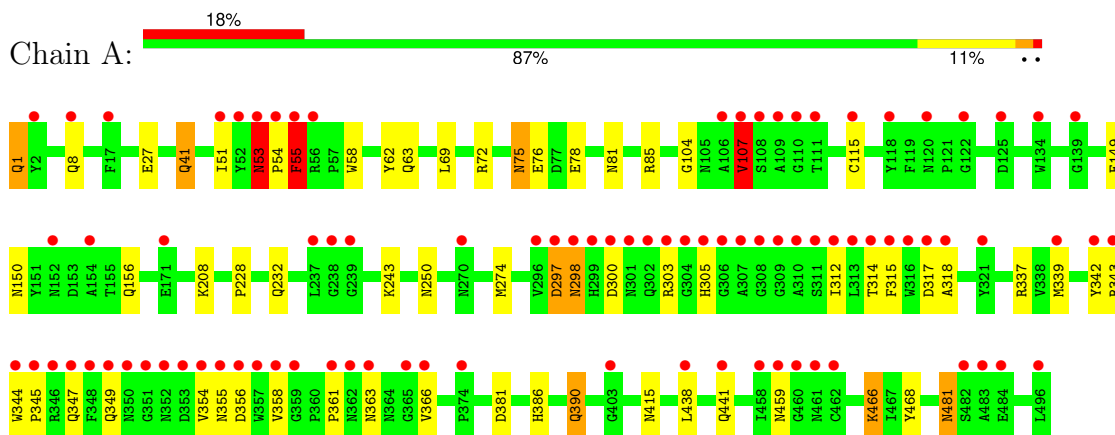 18%
Chain A:
87% 11% • •
Q1 Y2 Q8 F17 E27 Q41 I51 Y52 N53 P54 F55 R56 P57 W58 Y62 Q63 L69 R72 N75 E76 D77 E78 N81 R85 G104 N105 A106 V107 S108 A109 G110 T111 C115 Y118 F119 N120 P121 G122 D125 W134 G139 E149
N150 Y151 N152 D153 A154 T155 Q156 E171 K208 P228 Q232 L237 G238 G239 K243 N250 N270 M274 V296 D297 N298 H299 D300 N301 Q302 R303 G304 H305 G306 A307 G308 G309 A310 S311 I312 L313 T314 F315 W316 D317 A318 Y321 R337 V338 M339 Y342 R343
W344 P345 R346 Q347 F348 Q349 N350 G351 N352 D353 V354 N355 D356 W357 V358 G359 P360 P361 N362 N363 N364 G365 V366 P374 D381 H386 Q390 G403 N415 L438 Q441 I458 N459 G460 N461 C462 K466 I467 Y468 N481 S482 A483 E484 L496